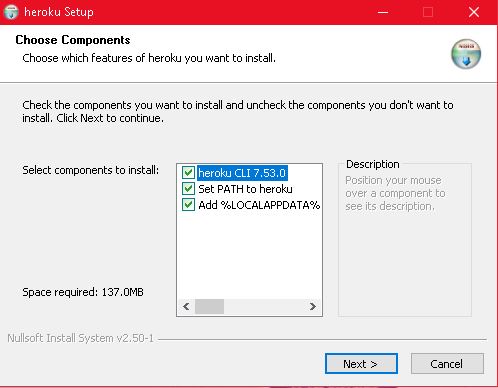 heroku Setup
Choose Components
Choose which features of heroku you want to install.
Check the components you want to install and uncheck the components you don't want to
install. Click Next to continue.
Select components to install:
heroku CLI 7.53.0
Set PATH to heroku
Add %LOCALAPPDATA%
Description
Position your mouse
over a component to
see its description.
Space required: 137.0MB
Nullsoft Install System v2.50-1
Next >
Cancel